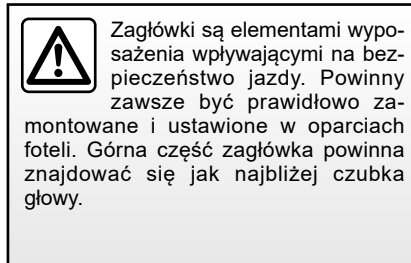 Zagłówki są elementami wypo-
sażenia wpływającymi na bez-
pieczeństwo jazdy. Powinny
zawsze być prawidłowo za-
montowane i ustawione w oparciach
foteli. Górna część zagłówka powinna
znajdować się jak najbliżej czubka
głowy.